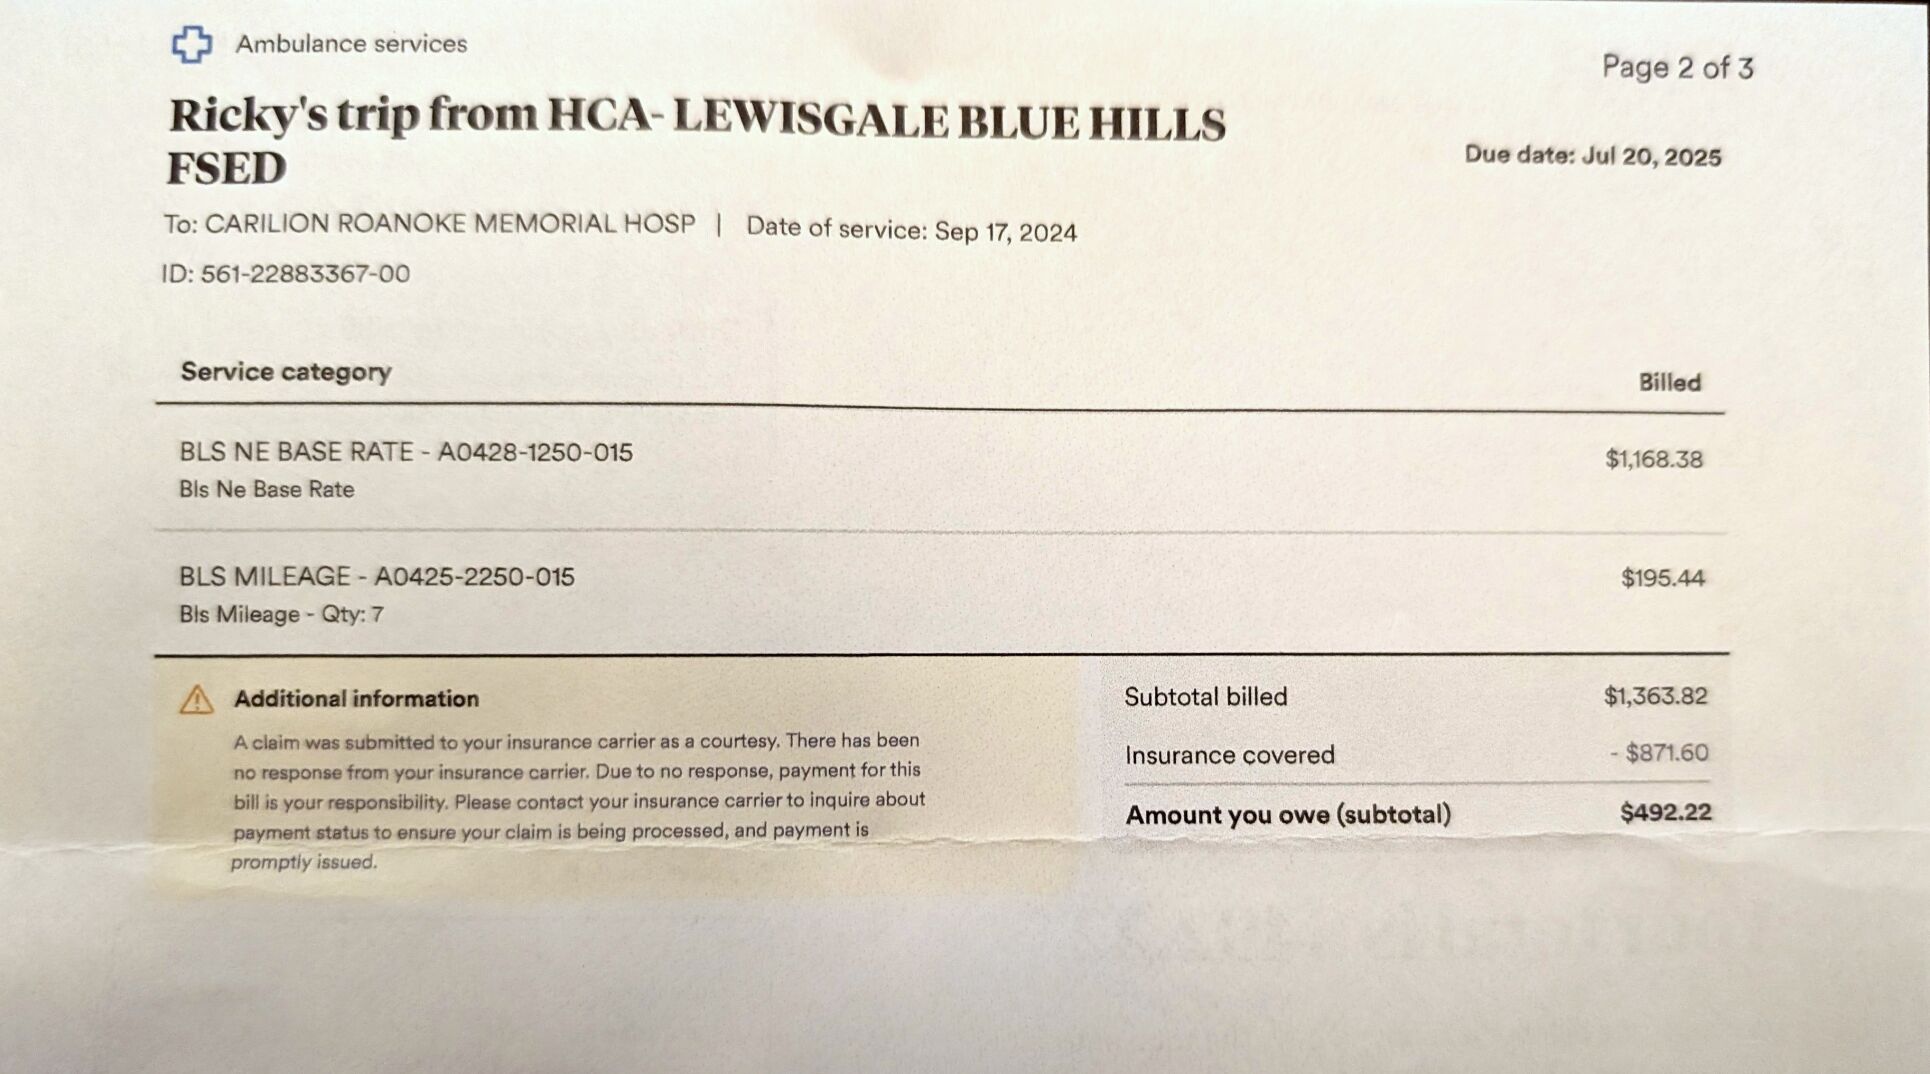 Ambulance services
Page 2 of 3
Ricky's trip from HCA- LEWISGALE BLUE HILLS
FSED
Due date: Jul 20, 2025
To: CARILION ROANOKE MEMORIAL HOSP | Date of service: Sep 17, 2024
ID: 561-22883367-00
Service category
Billed
BLS NE BASE RATE - A0428-1250-015
$1,168.38
Bls Ne Base Rate
BLS MILEAGE - A0425-2250-015
$195.44
Bls Mileage - Qty: 7
Additional information
A claim was submitted to your insurance carrier as a courtesy. There has been
no response from your insurance carrier. Due to no response, payment for this
bill is your responsibility. Please contact your insurance carrier to inquire about
payment status to ensure your claim is being processed, and payment is
promptly issued.
Subtotal billed $1,363.82
Insurance covered - $871.60
Amount you owe (subtotal) $492.22